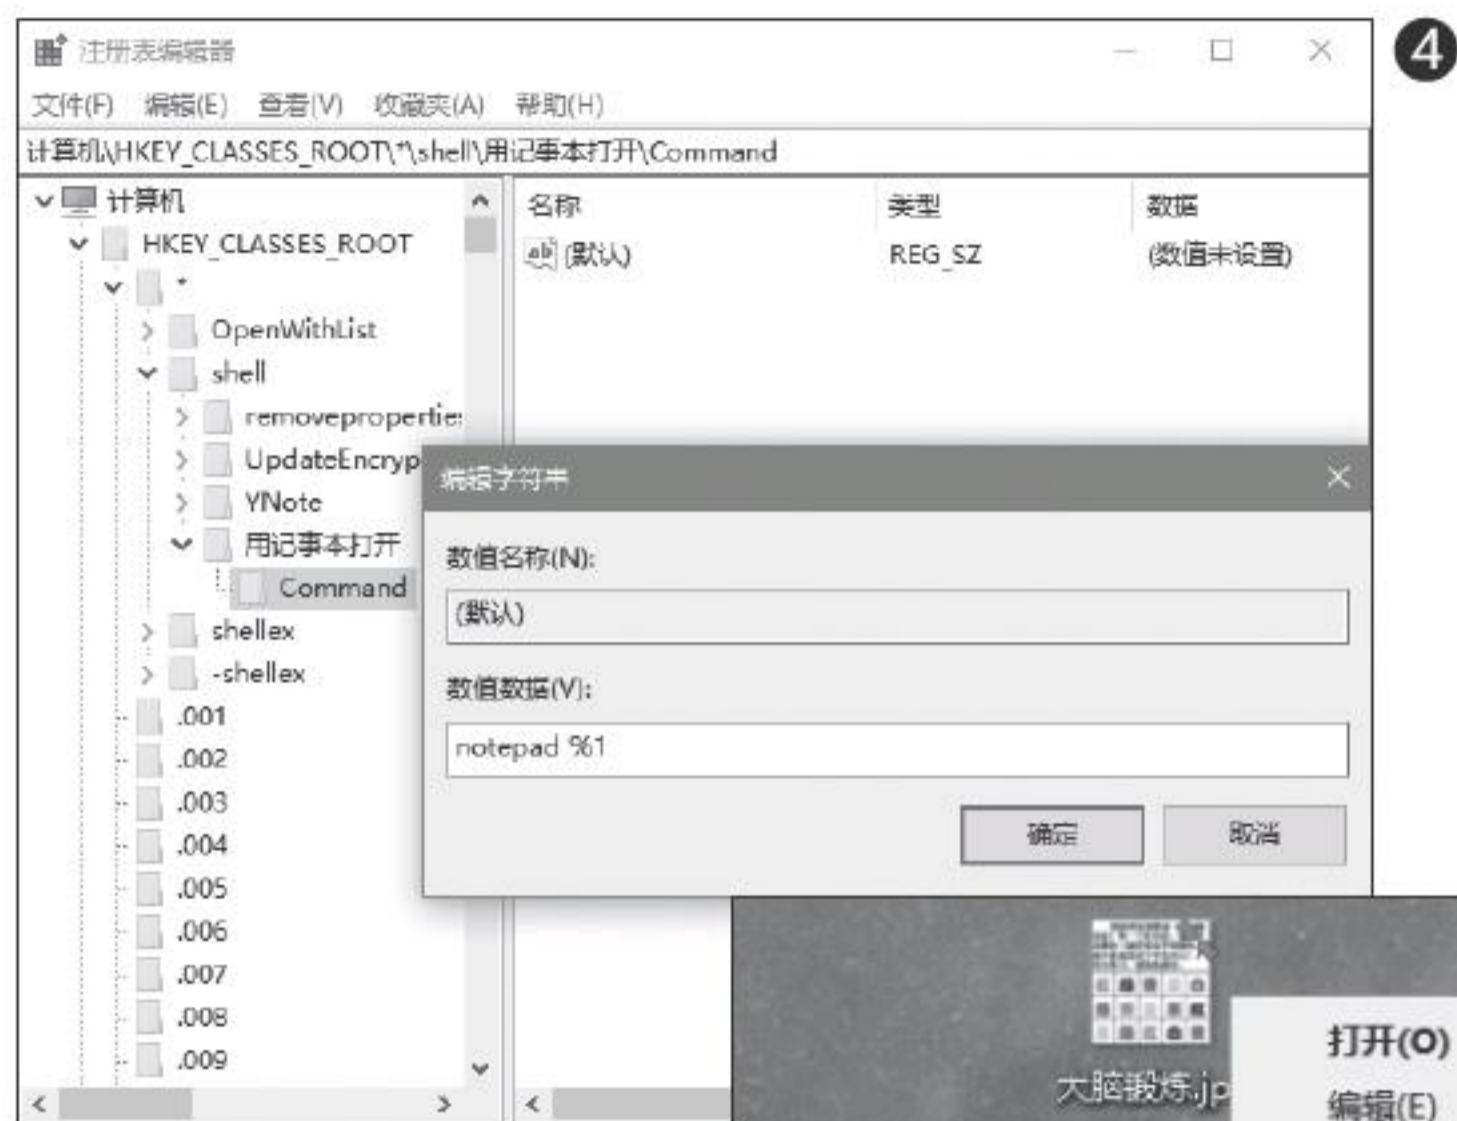 注册表编辑器
文件(F) 编辑(E) 查看(V) 收藏夹(A) 帮助(H)
计算机\HKEY_CLASSES_ROOT\*\shell\用记事本打开\Command
计算机
HKEY_CLASSES_ROOT
*
OpenWithList
shell
removepropertie
UpdateEncryp
YNote
用记事本打开
Command
shellex
-shellex
.001
.002
.003
.004
.005
.006
.007
.008
.009
名称 类型 数据
ab (默认) REG_SZ (数值未设置)
编辑字符串
数值名称(N):
(默认)
数值数据(V):
notepad %1
确定 取消
大脑锻炼.jp
打开(O)
编辑(E)
4